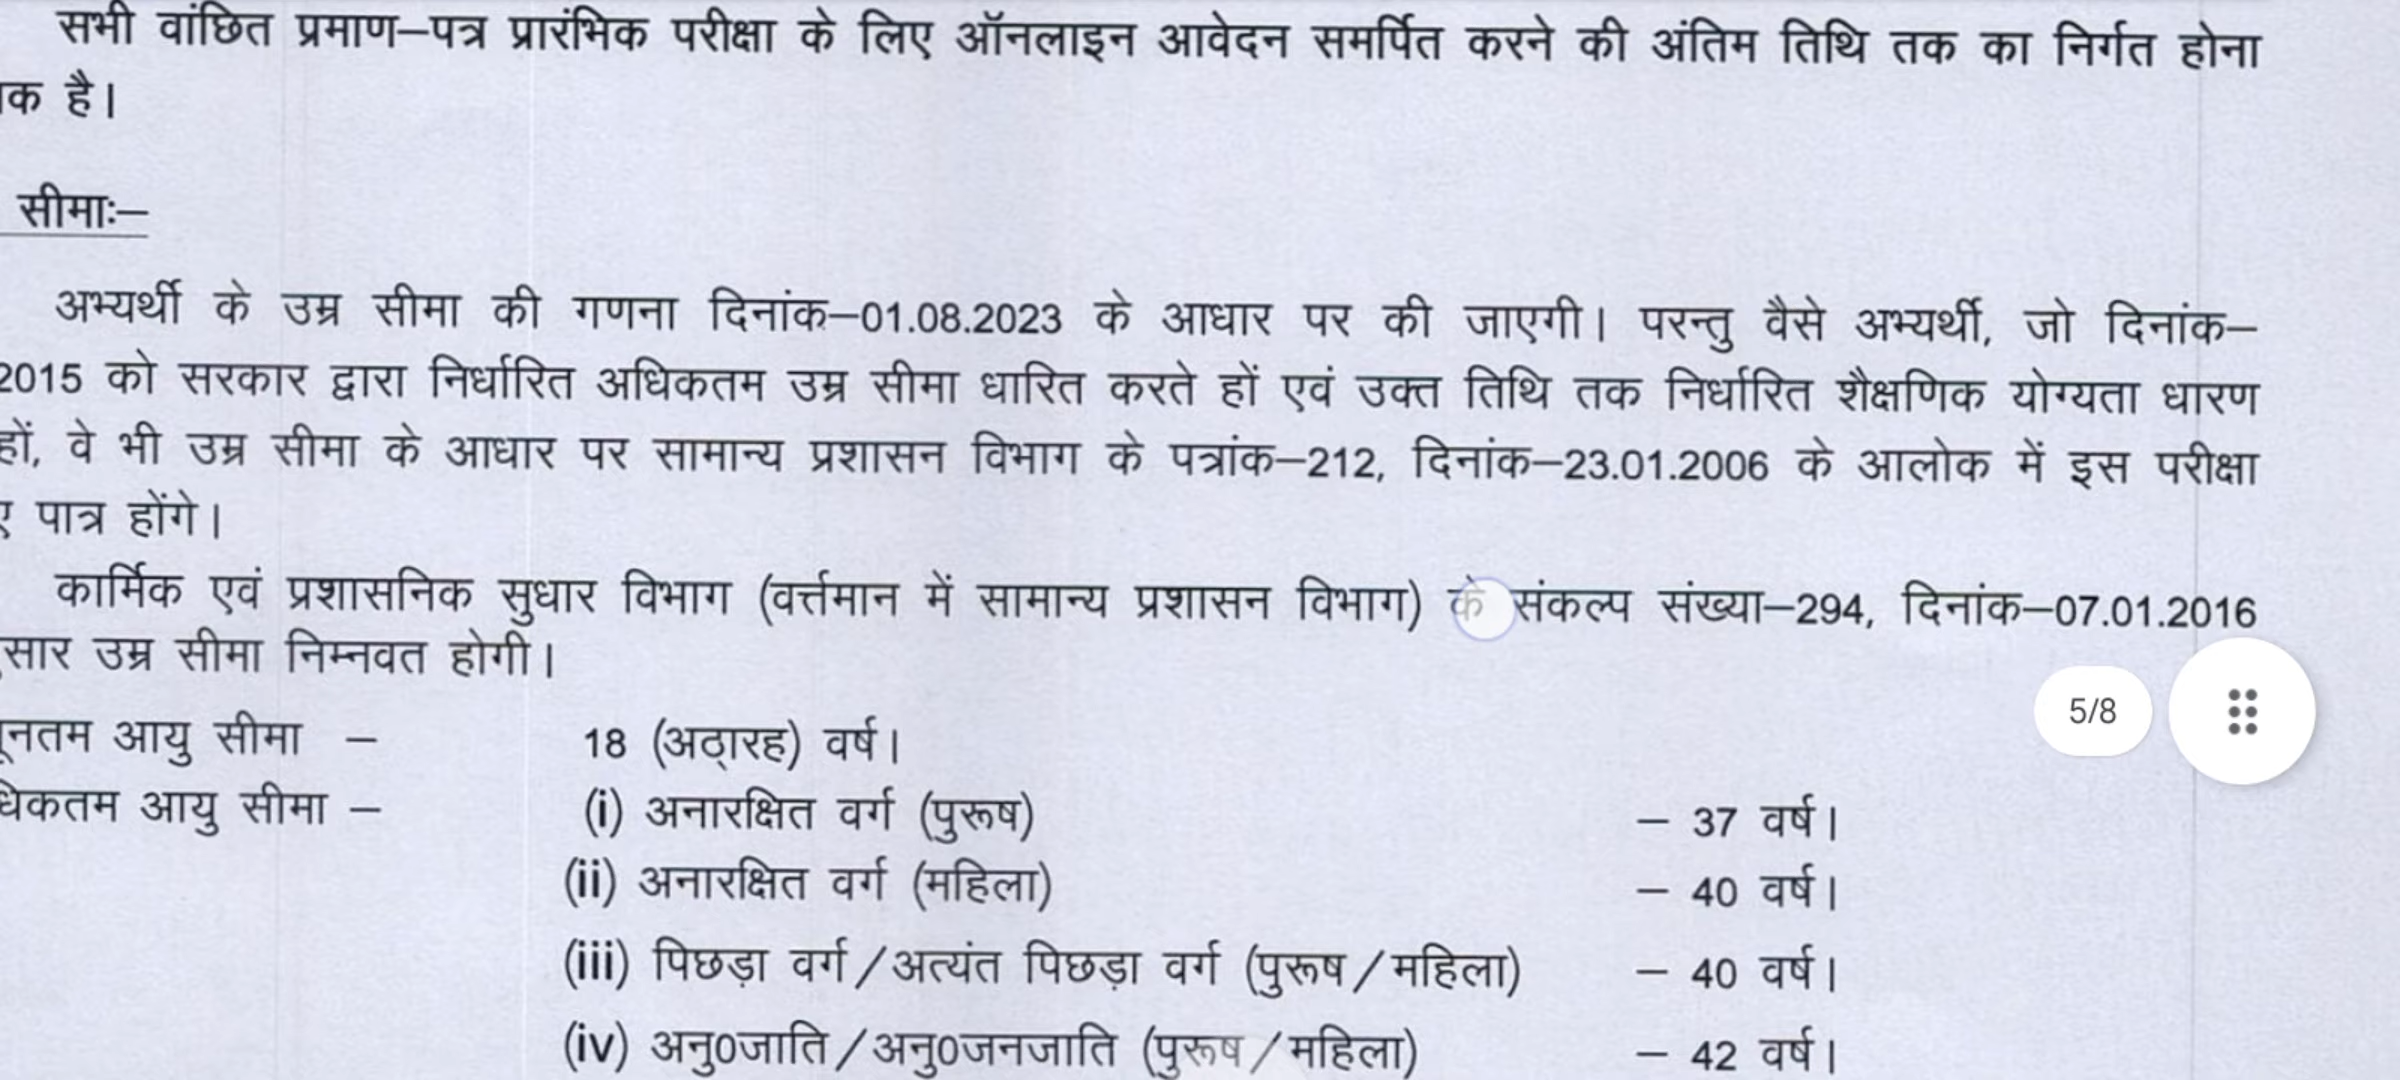 सभी वांछित प्रमाण–पत्र प्रारंभिक परीक्षा के लिए ऑनलाइन आवेदन समर्पित करने की अंतिम तिथि तक का निर्गत होना
है।
सीमाः–
अभ्यर्थी के उम्र सीमा की गणना दिनांक–01.08.2023 के आधार पर की जाएगी। परन्तु वैसे अभ्यर्थी, जो दिनांक–
2015 को सरकार द्वारा निर्धारित अधिकतम उम्र सीमा धारित करते हों एवं उक्त तिथि तक निर्धारित शैक्षणिक योग्यता धारण
हों, वे भी उम्र सीमा के आधार पर सामान्य प्रशासन विभाग के पत्रांक–212, दिनांक–23.01.2006 के आलोक में इस परीक्षा
पात्र होंगे।
कार्मिक एवं प्रशासनिक सुधार विभाग (वर्त्तमान में सामान्य प्रशासन विभाग) के संकल्प संख्या–294, दिनांक–07.01.2016
सार उम्र सीमा निम्नवत होगी।
5/8
नतम आयु सीमा – 18 (अठ्ारह) वर्ष।
धिकतम आयु सीमा – (i) अनारक्षित वर्ग (पुरूष) – 37 वर्ष।
(ii) अनारक्षित वर्ग (महिला) – 40 वर्ष।
(iii) पिछड़ा वर्ग/अत्यंत पिछड़ा वर्ग (पुरूष/महिला) – 40 वर्ष।
(iv) अनु0जाति/अनु0जनजाति (पुरूष/महिला) – 42 वर्ष।